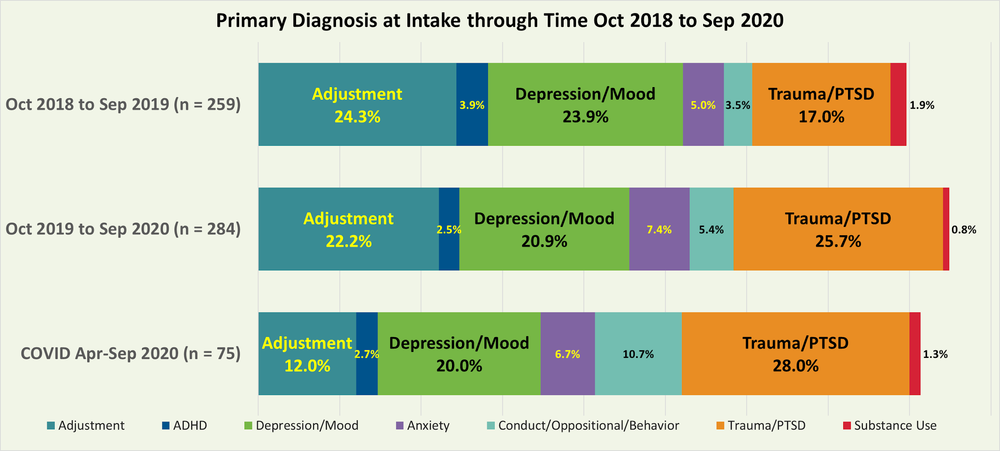 Primary Diagnosis at Intake through Time Oct 2018 to Sep 2020
Oct 2018 to Sep 2019 (n = 259)
Adjustment
24.3%
3.9%
Depression/Mood
23.9%
5.0%
3.5%
Trauma/PTSD
17.0%
1.9%
Oct 2019 to Sep 2020 (n = 284)
Adjustment
22.2%
2.5%
Depression/Mood
20.9%
7.4%
5.4%
Trauma/PTSD
25.7%
0.8%
COVID Apr-Sep 2020 (n = 75)
Adjustment
12.0%
2.7%
Depression/Mood
20.0%
6.7%
10.7%
Trauma/PTSD
28.0%
1.3%
Adjustment
ADHD
Depression/Mood
Anxiety
Conduct/Oppositional/Behavior
Trauma/PTSD
Substance Use